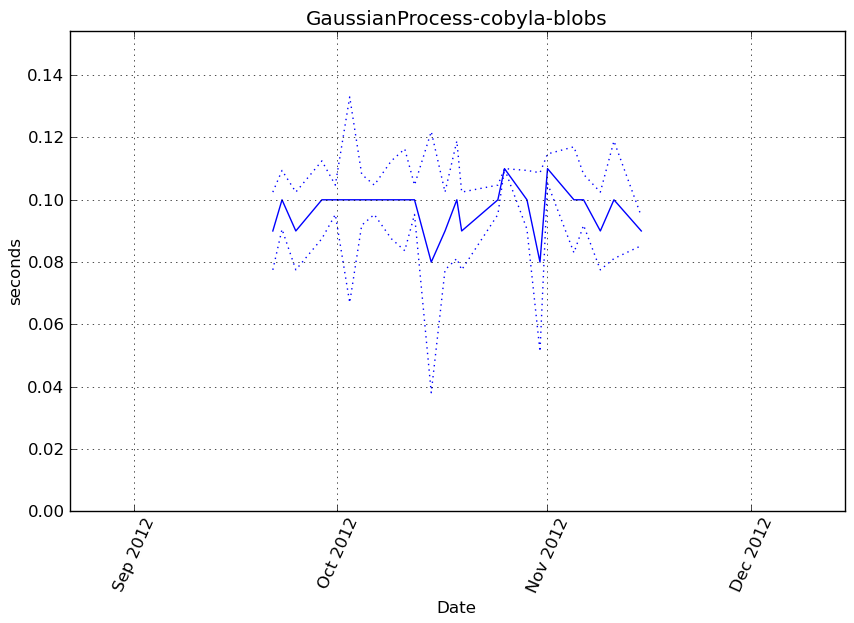 GaussianProcess-cobyla-blobs
0.14
0.12
0.10
0.08
0.06
0.04
0.02
0.00
seconds
Sep 2012
Oct 2012
Nov 2012
Dec 2012
Date